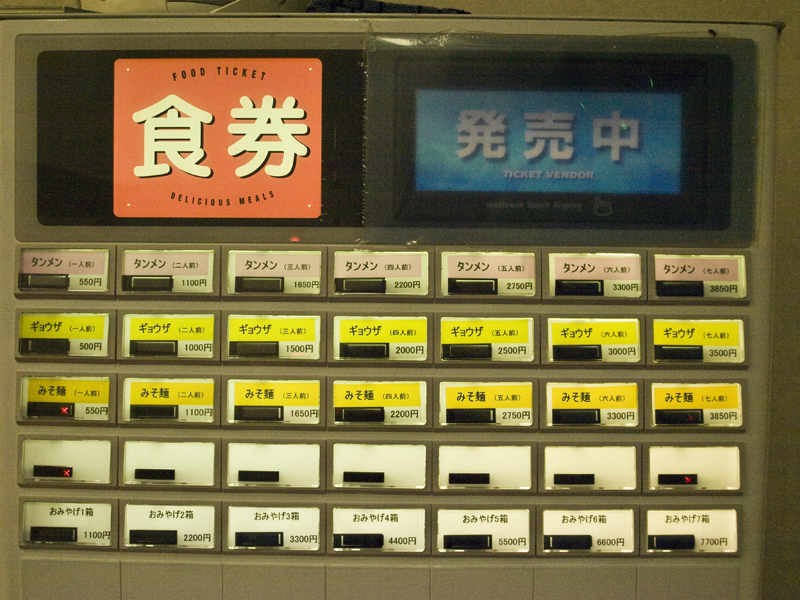 FOOD TICKET
食券
DELICIOUS MEALS
発売中
TICKET VENDOR
タンメン (一人前) 550円
タンメン (二人前) 1100円
タンメン (三人前) 1650円
タンメン (四人前) 2200円
タンメン (五人前) 2750円
タンメン (六人前) 3300円
タンメン (七人前) 3850円
ギョウザ (一人前) 500円
ギョウザ (二人前) 1000円
ギョウザ (三人前) 1500円
ギョウザ (四人前) 2000円
ギョウザ (五人前) 2500円
ギョウザ (六人前) 3000円
ギョウザ (七人前) 3500円
みそ麺 (一人前) 550円
みそ麺 (二人前) 1100円
みそ麺 (三人前) 1650円
みそ麺 (四人前) 2200円
みそ麺 (五人前) 2750円
みそ麺 (六人前) 3300円
みそ麺 (七人前) 3850円
おみやげ1箱 1100円
おみやげ2箱 2200円
おみやげ3箱 3300円
おみやげ4箱 4400円
おみやげ5箱 5500円
おみやげ6箱 6600円
おみやげ7箱 7700円